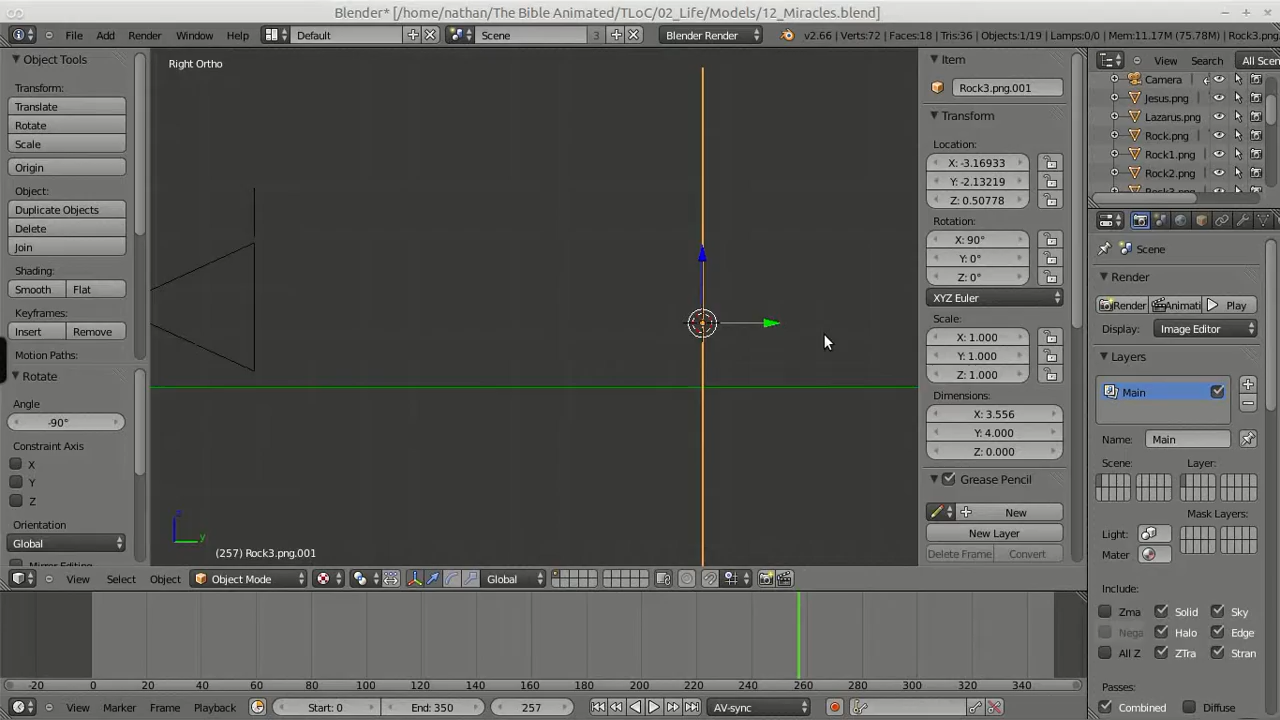 Blender* [/home/nathan/The Bible Animated/TLoC/02_Life/Models/12_Miracles.blend]
File Add Render Window Help Default Scene 3 Blender Render v2.66 | Verts:72 | Faces:18 | Tris:36 | Objects:1/19 | Lamps:0/0 | Mem:11.17M (75.78M) | Rock3.png.
Object Tools
Transform:
Translate
Rotate
Scale
Origin
Object:
Duplicate Objects
Delete
Join
Shading:
Smooth Flat
Keyframes:
Insert Remove
Motion Paths:
Rotate
Angle
-90°
Constraint Axis
X
Y
Z
Orientation
Global
Right Ortho
z
y
(257) Rock3.png.001
Item
Rock3.png.001
Transform
Location:
X: -3.16933
Y: -2.13219
Z: 0.50778
Rotation:
X: 90°
Y: 0°
Z: 0°
XYZ Euler
Scale:
X: 1.000
Y: 1.000
Z: 1.000
Dimensions:
X: 3.556
Y: 4.000
Z: 0.000
Grease Pencil
New
New Layer
Delete Frame Convert
View Search All Scen
Camera
Jesus.png
Lazarus.png
Rock.png
Rock1.png
Rock2.png
Rock3.png
Scene
Render
Render Animati Play
Display: Image Editor
Layers
Main
Name: Main
Scene: Layer:
Mask Layers:
Light:
Mater
Include:
Zma Solid Sky
Nega Halo Edge
All Z ZTra Stran
Passes:
Combined Diffuse
View Select Object Object Mode Global
-20 0 20 40 60 80 100 120 140 160 180 200 220 240 260 280 300 320 340
View Marker Frame Playback Start: 0 End: 350 257 AV-sync